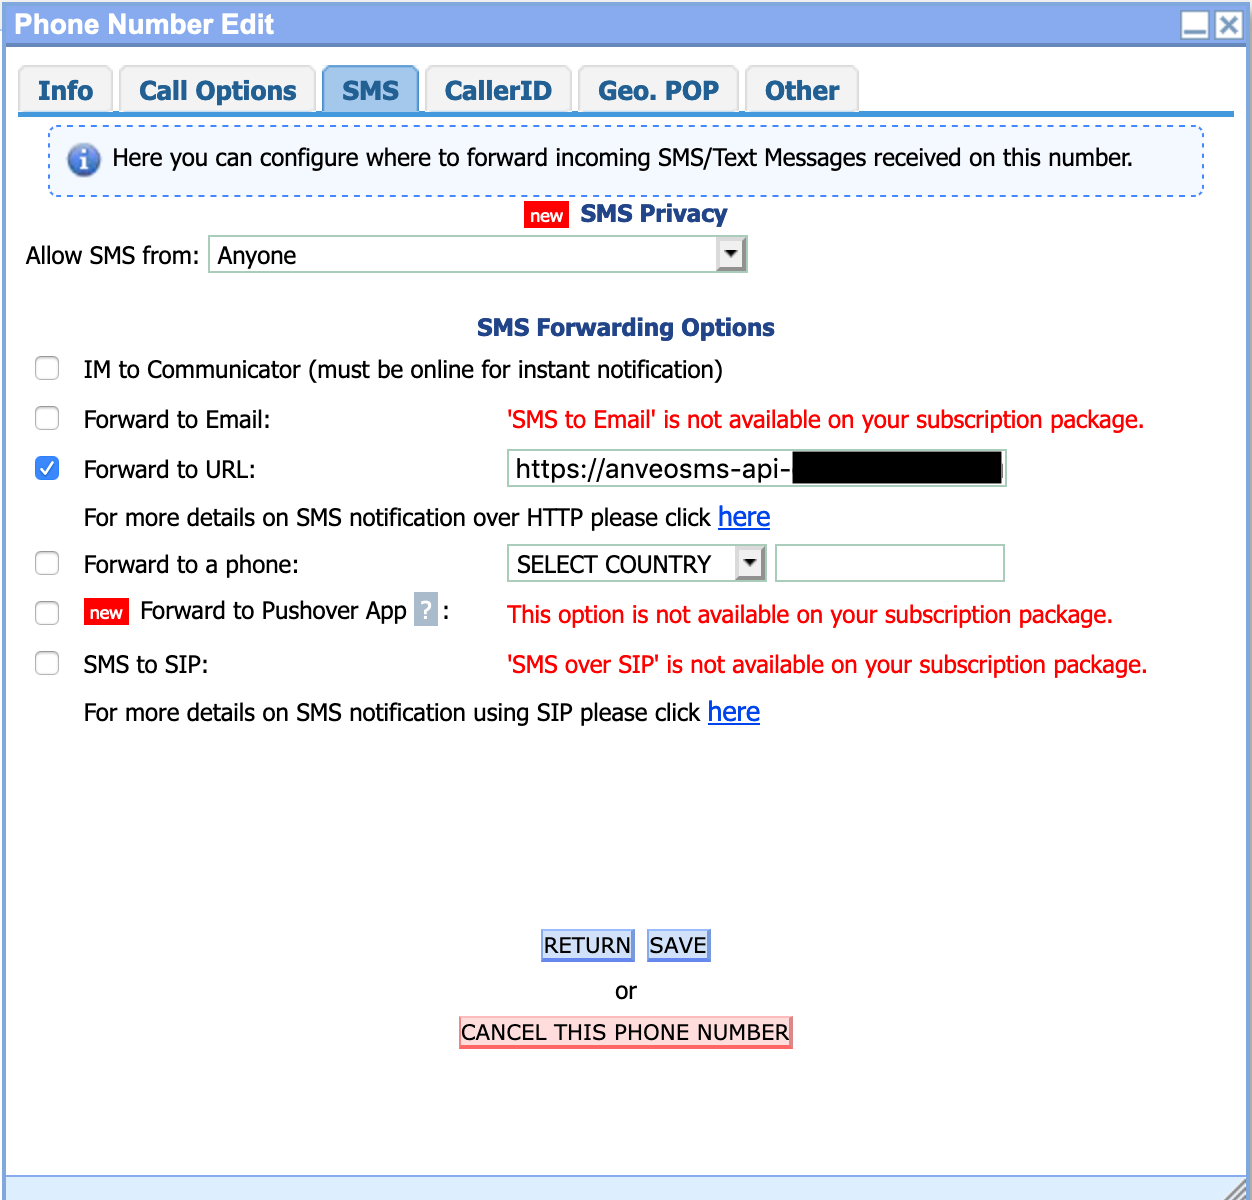 Phone Number Edit
Info Call Options SMS CallerID Geo. POP Other
Here you can configure where to forward incoming SMS/Text Messages received on this number.
new SMS Privacy
Allow SMS from: Anyone
SMS Forwarding Options
IM to Communicator (must be online for instant notification)
Forward to Email: 'SMS to Email' is not available on your subscription package.
Forward to URL: https://anveosms-api-
For more details on SMS notification over HTTP please click here
Forward to a phone: SELECT COUNTRY
new Forward to Pushover App ? : This option is not available on your subscription package.
SMS to SIP: 'SMS over SIP' is not available on your subscription package.
For more details on SMS notification using SIP please click here
RETURN SAVE
or
CANCEL THIS PHONE NUMBER